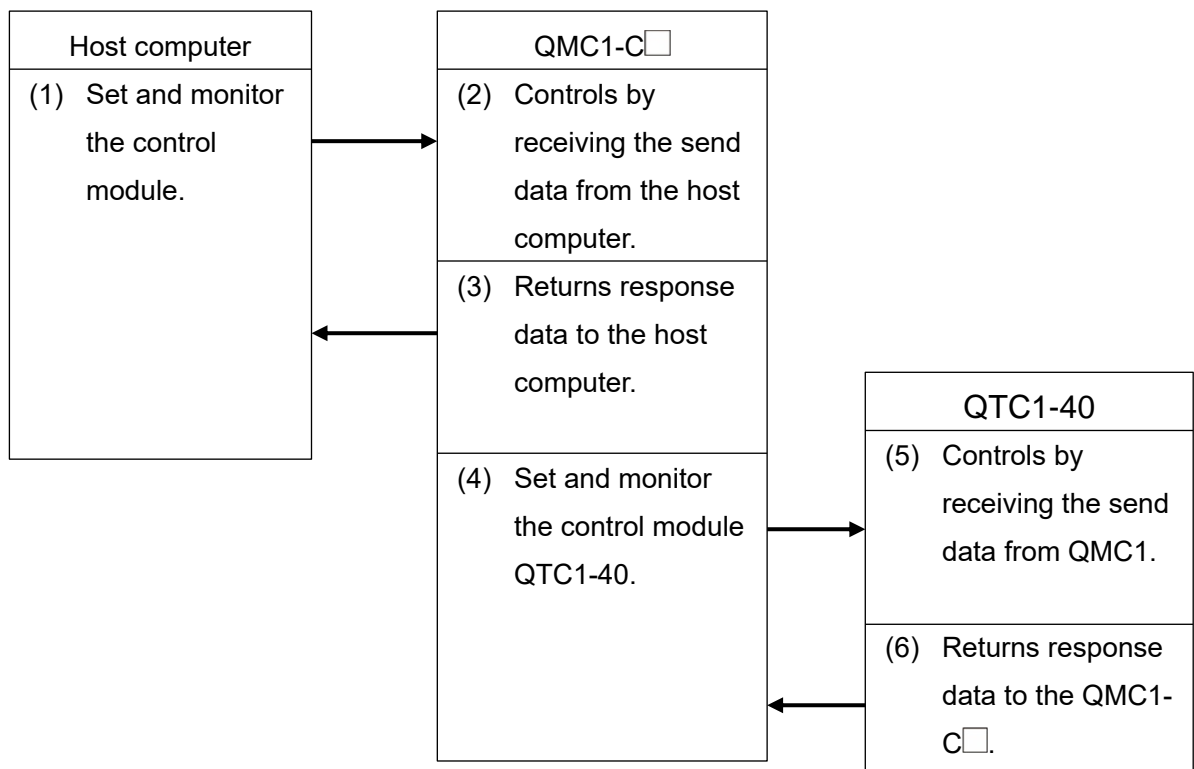 Host computer
(1) Set and monitor
the control
module.
QMC1-C□
(2) Controls by
receiving the send
data from the host
computer.
(3) Returns response
data to the host
computer.
(4) Set and monitor
the control module
QTC1-40.
QTC1-40
(5) Controls by
receiving the send
data from QMC1.
(6) Returns response
data to the QMC1-
C□.